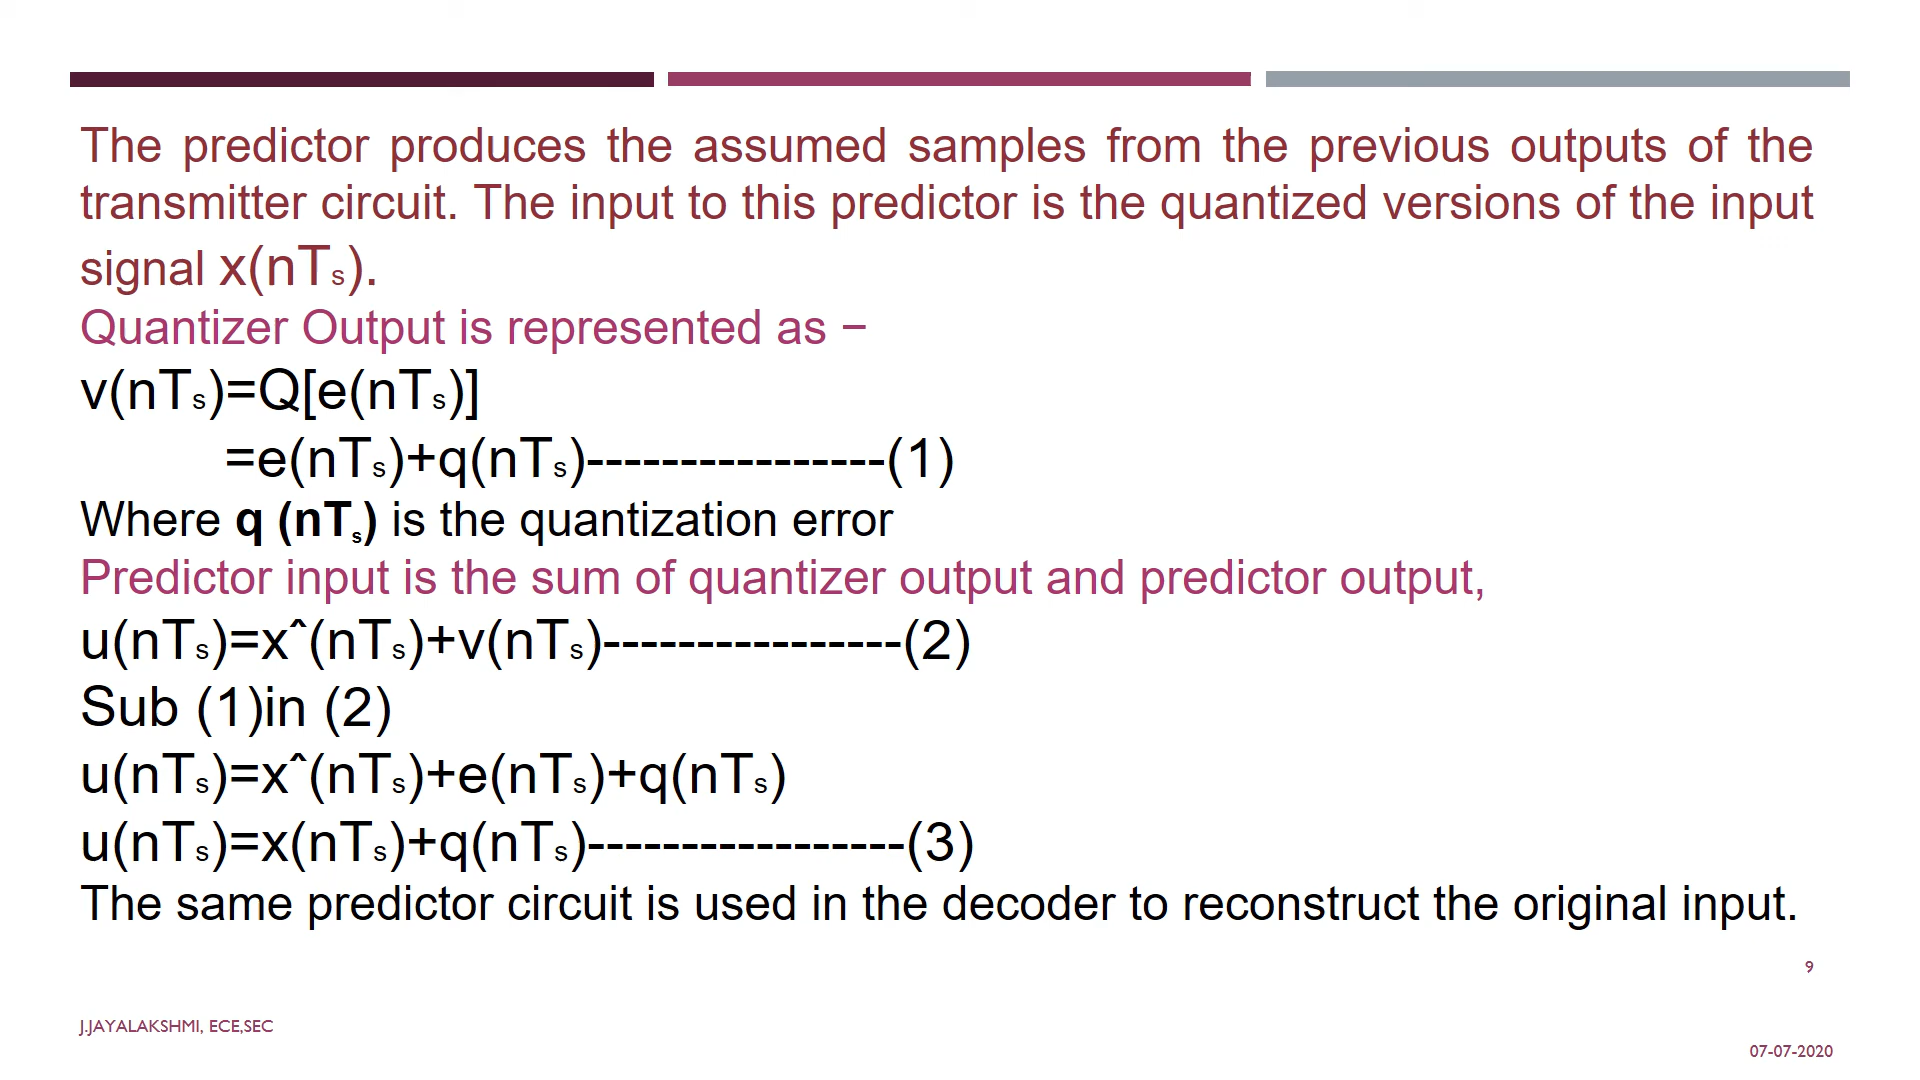 The predictor produces the assumed samples from the previous outputs of the
transmitter circuit. The input to this predictor is the quantized versions of the input
signal x(nTs).
Quantizer Output is represented as −
v(nTs)=Q[e(nTs)]
=e(nTs)+q(nTs)----------------(1)
Where q (nTs) is the quantization error
Predictor input is the sum of quantizer output and predictor output,
u(nTs)=xˆ(nTs)+v(nTs)----------------(2)
Sub (1)in (2)
u(nTs)=xˆ(nTs)+e(nTs)+q(nTs)
u(nTs)=x(nTs)+q(nTs)-----------------(3)
The same predictor circuit is used in the decoder to reconstruct the original input.
9
J.JAYALAKSHMI, ECE,SEC
07-07-2020